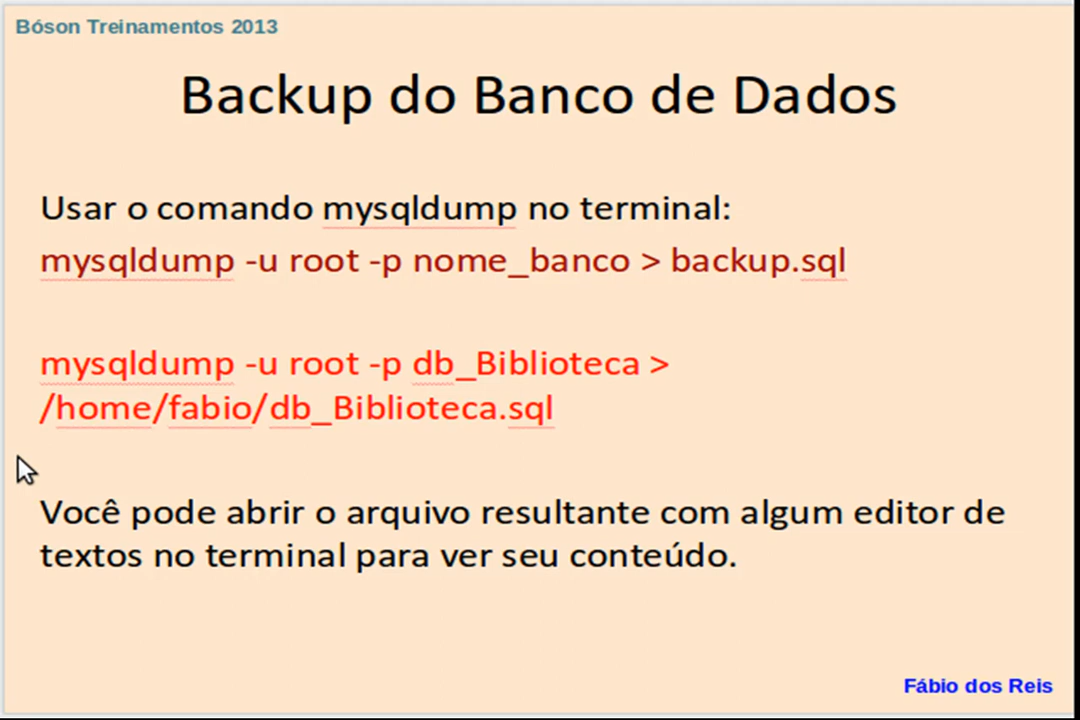 Bóson Treinamentos 2013
Backup do Banco de Dados
Usar o comando mysqldump no terminal:
mysqldump -u root -p nome_banco > backup.sql
mysqldump -u root -p db_Biblioteca >
/home/fabio/db_Biblioteca.sql
Você pode abrir o arquivo resultante com algum editor de
textos no terminal para ver seu conteúdo.
Fábio dos Reis